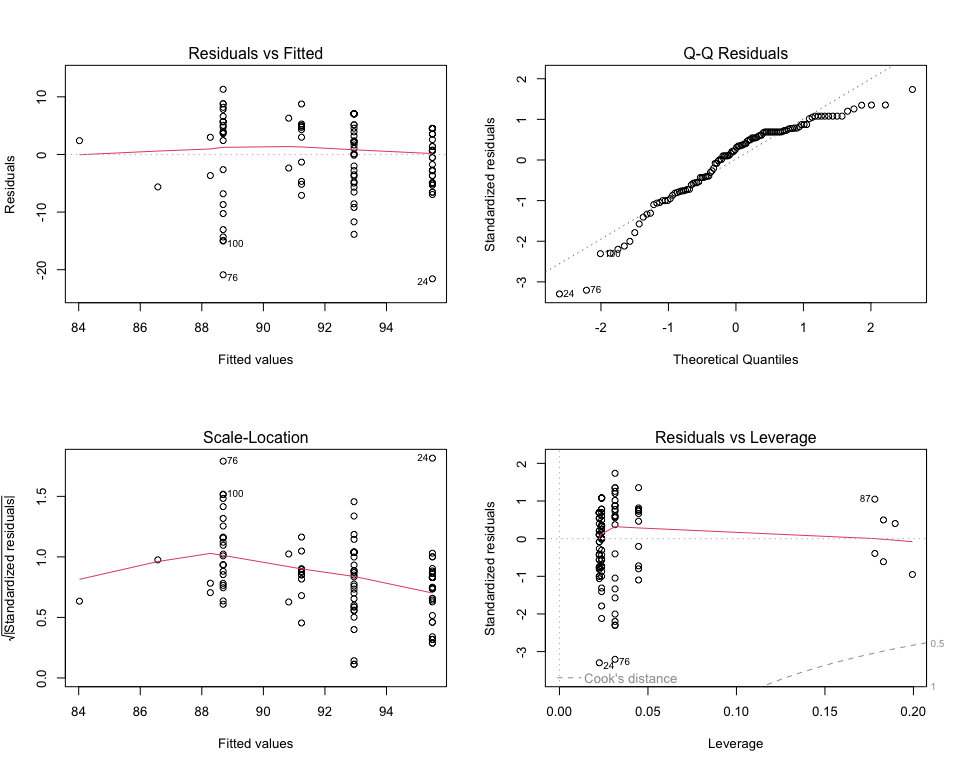 Residuals vs Fitted
Residuals
10
0
-10
-20
100
76
24
84 86 88 90 92 94
Fitted values
Q-Q Residuals
Standardized residuals
2
1
0
-1
-2
-3
24
76
-2 -1 0 1 2
Theoretical Quantiles
Scale-Location
√|Standardized residuals|
1.5
1.0
0.5
0.0
76
100
24
84 86 88 90 92 94
Fitted values
Residuals vs Leverage
Standardized residuals
2
1
0
-1
-2
-3
87
24
76
Cook's distance
0.5
1
0.00 0.05 0.10 0.15 0.20
Leverage